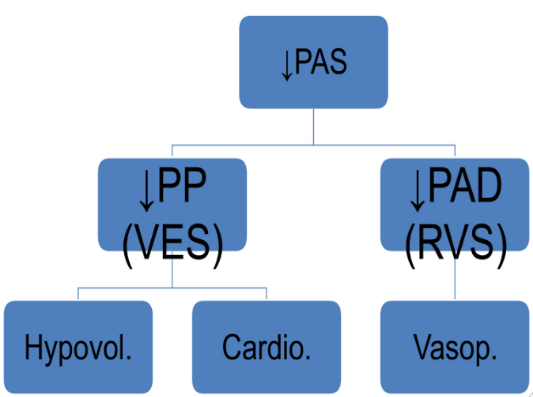 ↓PAS
↓PP
(VES)
↓PAD
(RVS)
Hypovol.
Cardio.
Vasop.